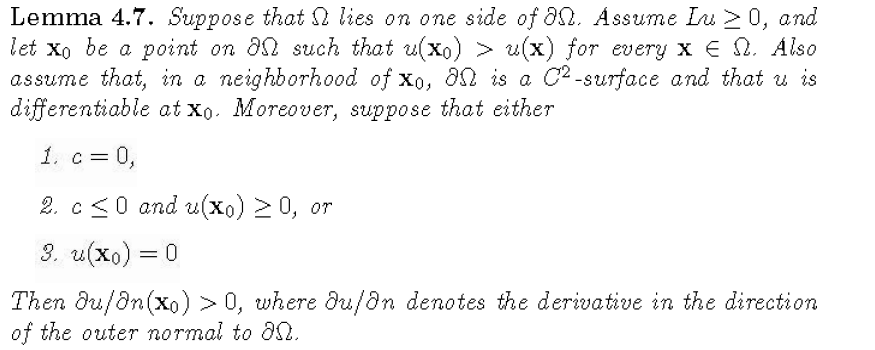 Lemma 4.7. Suppose that Ω lies on one side of ∂Ω. Assume Lu ≥ 0, and
let x₀ be a point on ∂Ω such that u(x₀) > u(x) for every x ∈ Ω. Also
assume that, in a neighborhood of x₀, ∂Ω is a C²-surface and that u is
differentiable at x₀. Moreover, suppose that either
1. c = 0,
2. c ≤ 0 and u(x₀) ≥ 0, or
3. u(x₀) = 0
Then ∂u/∂n(x₀) > 0, where ∂u/∂n denotes the derivative in the direction
of the outer normal to ∂Ω.